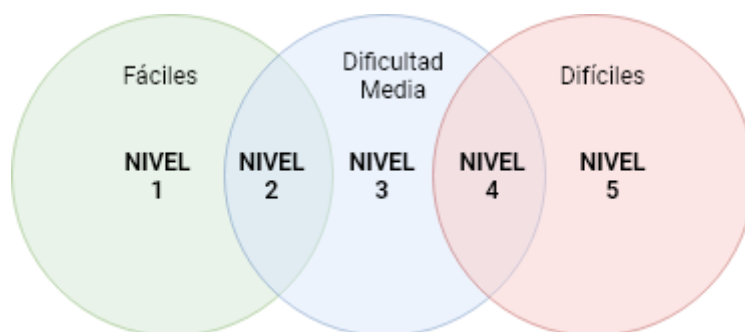 Fáciles
Dificultad
Media
Difíciles
NIVEL
1
NIVEL
2
NIVEL
3
NIVEL
4
NIVEL
5